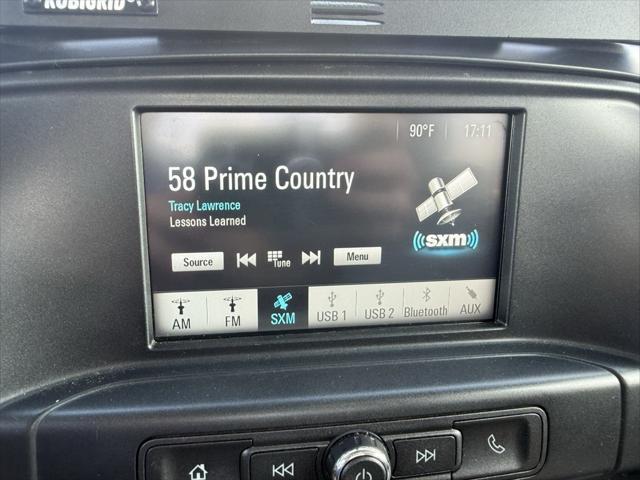 RUBIGRID
90°F 17:11
58 Prime Country
Tracy Lawrence
Lessons Learned
sxm
Source Tune Menu
AM FM SXM USB 1 USB 2 Bluetooth AUX